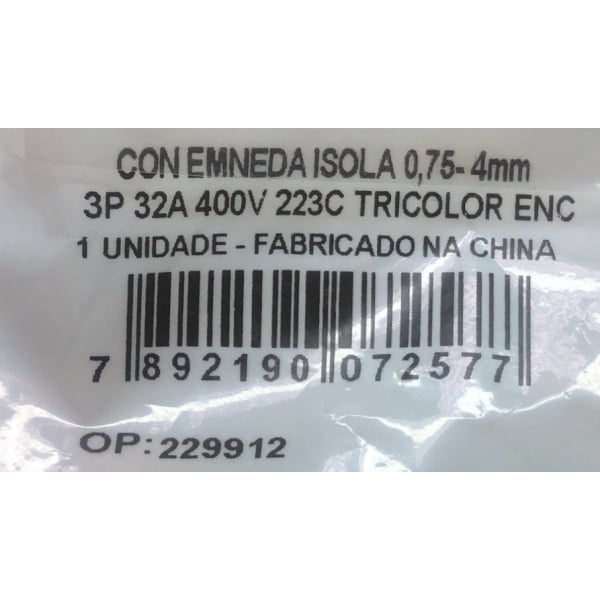 CON EMNEDA ISOLA 0,75-4mm
3P 32A 400V 223C TRICOLOR ENC
1 UNIDADE - FABRICADO NA CHINA
7 892190 072577
OP: 229912